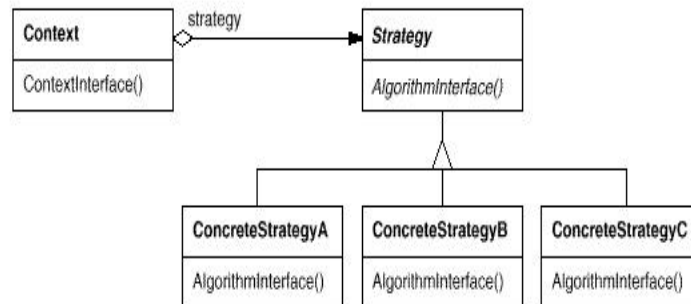 Context
strategy
Strategy
ContextInterface()
AlgorithmInterface()
ConcreteStrategyA
ConcreteStrategyB
ConcreteStrategyC
AlgorithmInterface()
AlgorithmInterface()
AlgorithmInterface()